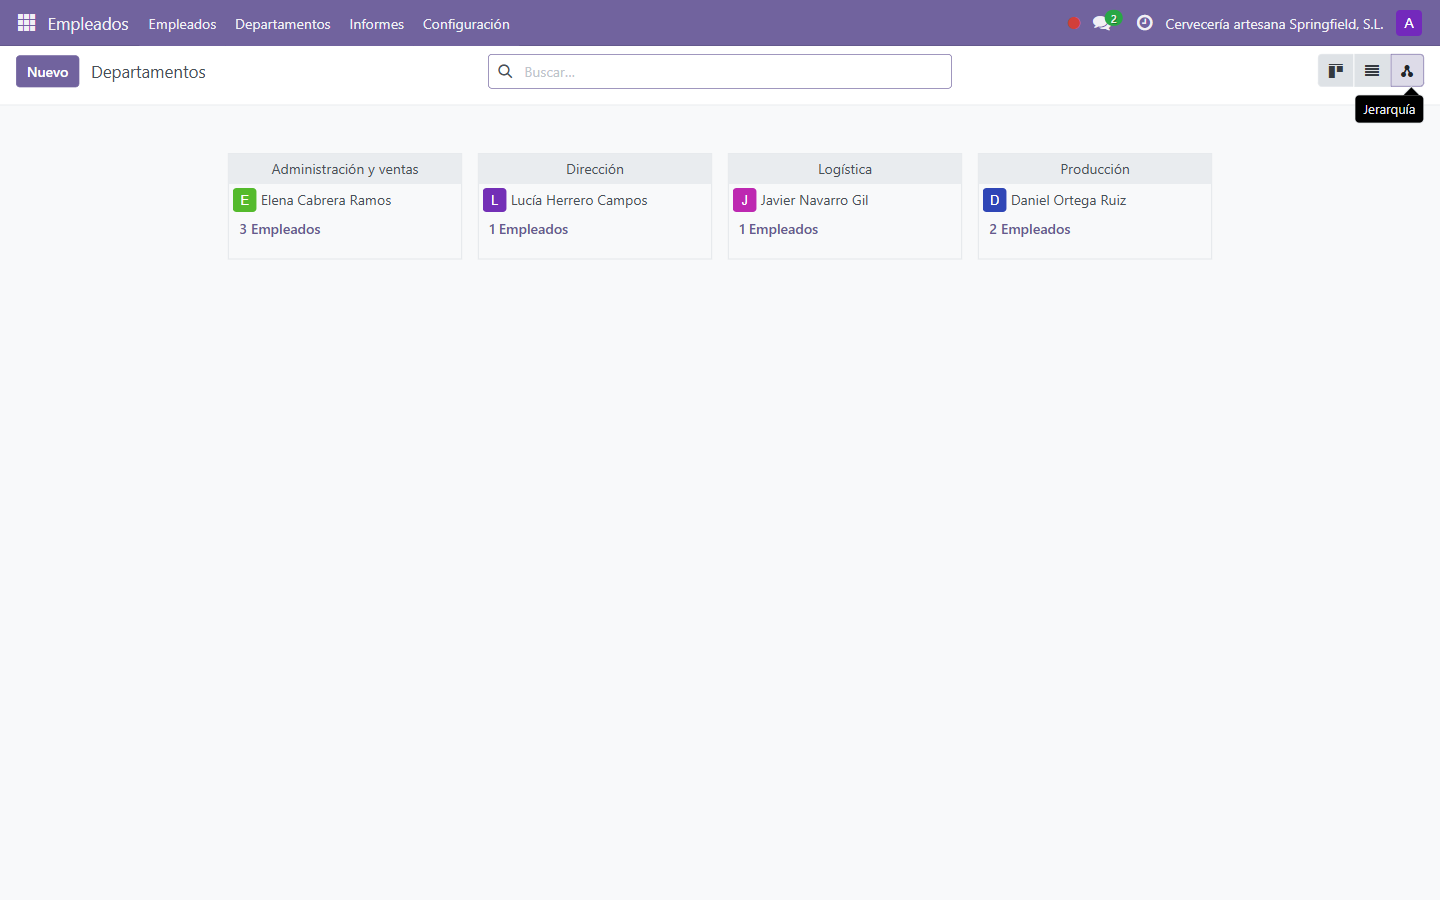 Empleados Empleados Departamentos Informes Configuración 2 Cervecería artesana Springfield, S.L. A
Nuevo Departamentos Buscar...
Jerarquía
Administración y ventas
E Elena Cabrera Ramos
3 Empleados
Dirección
L Lucía Herrero Campos
1 Empleados
Logística
J Javier Navarro Gil
1 Empleados
Producción
D Daniel Ortega Ruiz
2 Empleados